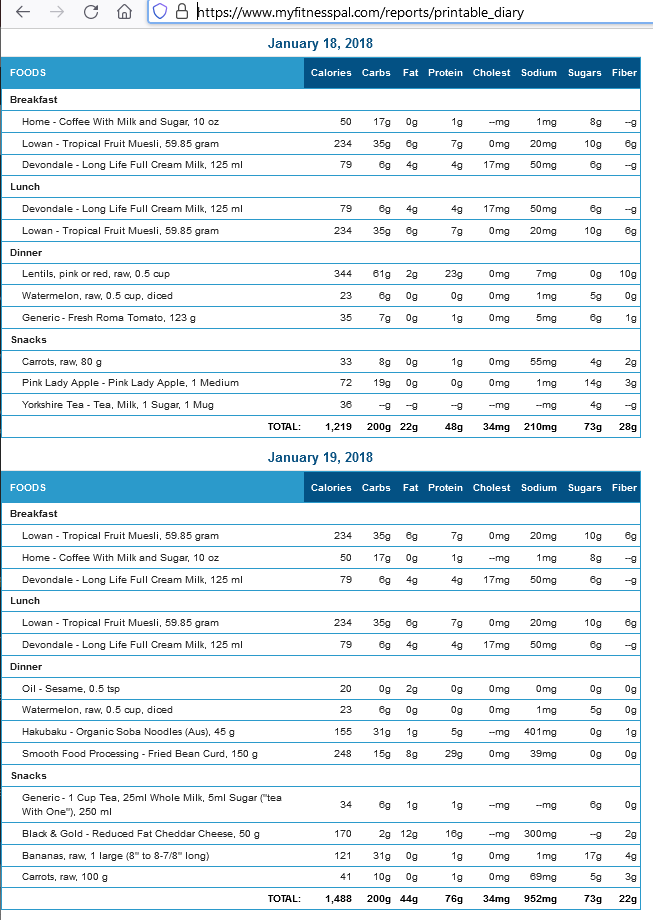 https://www.myfitnesspal.com/reports/printable_diary
January 18, 2018
FOODS Calories Carbs Fat Protein Cholest Sodium Sugars Fiber
Breakfast
Home - Coffee With Milk and Sugar, 10 oz 50 17g 0g 1g --mg 1mg 8g --g
Lowan - Tropical Fruit Muesli, 59.85 gram 234 35g 6g 7g 0mg 20mg 10g 6g
Devondale - Long Life Full Cream Milk, 125 ml 79 6g 4g 4g 17mg 50mg 6g --g
Lunch
Devondale - Long Life Full Cream Milk, 125 ml 79 6g 4g 4g 17mg 50mg 6g --g
Lowan - Tropical Fruit Muesli, 59.85 gram 234 35g 6g 7g 0mg 20mg 10g 6g
Dinner
Lentils, pink or red, raw, 0.5 cup 344 61g 2g 23g 0mg 7mg 0g 10g
Watermelon, raw, 0.5 cup, diced 23 6g 0g 0g 0mg 1mg 5g 0g
Generic - Fresh Roma Tomato, 123 g 35 7g 0g 1g 0mg 5mg 6g 1g
Snacks
Carrots, raw, 80 g 33 8g 0g 1g 0mg 55mg 4g 2g
Pink Lady Apple - Pink Lady Apple, 1 Medium 72 19g 0g 0g 0mg 1mg 14g 3g
Yorkshire Tea - Tea, Milk, 1 Sugar, 1 Mug 36 --g --g --g --mg --mg 4g --g
TOTAL: 1,219 200g 22g 48g 34mg 210mg 73g 28g
January 19, 2018
FOODS Calories Carbs Fat Protein Cholest Sodium Sugars Fiber
Breakfast
Lowan - Tropical Fruit Muesli, 59.85 gram 234 35g 6g 7g 0mg 20mg 10g 6g
Home - Coffee With Milk and Sugar, 10 oz 50 17g 0g 1g --mg 1mg 8g --g
Devondale - Long Life Full Cream Milk, 125 ml 79 6g 4g 4g 17mg 50mg 6g --g
Lunch
Lowan - Tropical Fruit Muesli, 59.85 gram 234 35g 6g 7g 0mg 20mg 10g 6g
Devondale - Long Life Full Cream Milk, 125 ml 79 6g 4g 4g 17mg 50mg 6g --g
Dinner
Oil - Sesame, 0.5 tsp 20 0g 2g 0g 0mg 0mg 0g 0g
Watermelon, raw, 0.5 cup, diced 23 6g 0g 0g 0mg 1mg 5g 0g
Hakubaku - Organic Soba Noodles (Aus), 45 g 155 31g 1g 5g --mg 401mg 0g 1g
Smooth Food Processing - Fried Bean Curd, 150 g 248 15g 8g 29g 0mg 39mg 0g 0g
Snacks
Generic - 1 Cup Tea, 25ml Whole Milk, 5ml Sugar ("tea
With One"), 250 ml 34 6g 1g 1g --mg --mg 6g 0g
Black & Gold - Reduced Fat Cheddar Cheese, 50 g 170 2g 12g 16g --mg 300mg --g 2g
Bananas, raw, 1 large (8" to 8-7/8" long) 121 31g 0g 1g 0mg 1mg 17g 4g
Carrots, raw, 100 g 41 10g 0g 1g 0mg 69mg 5g 3g
TOTAL: 1,488 200g 44g 76g 34mg 952mg 73g 22g